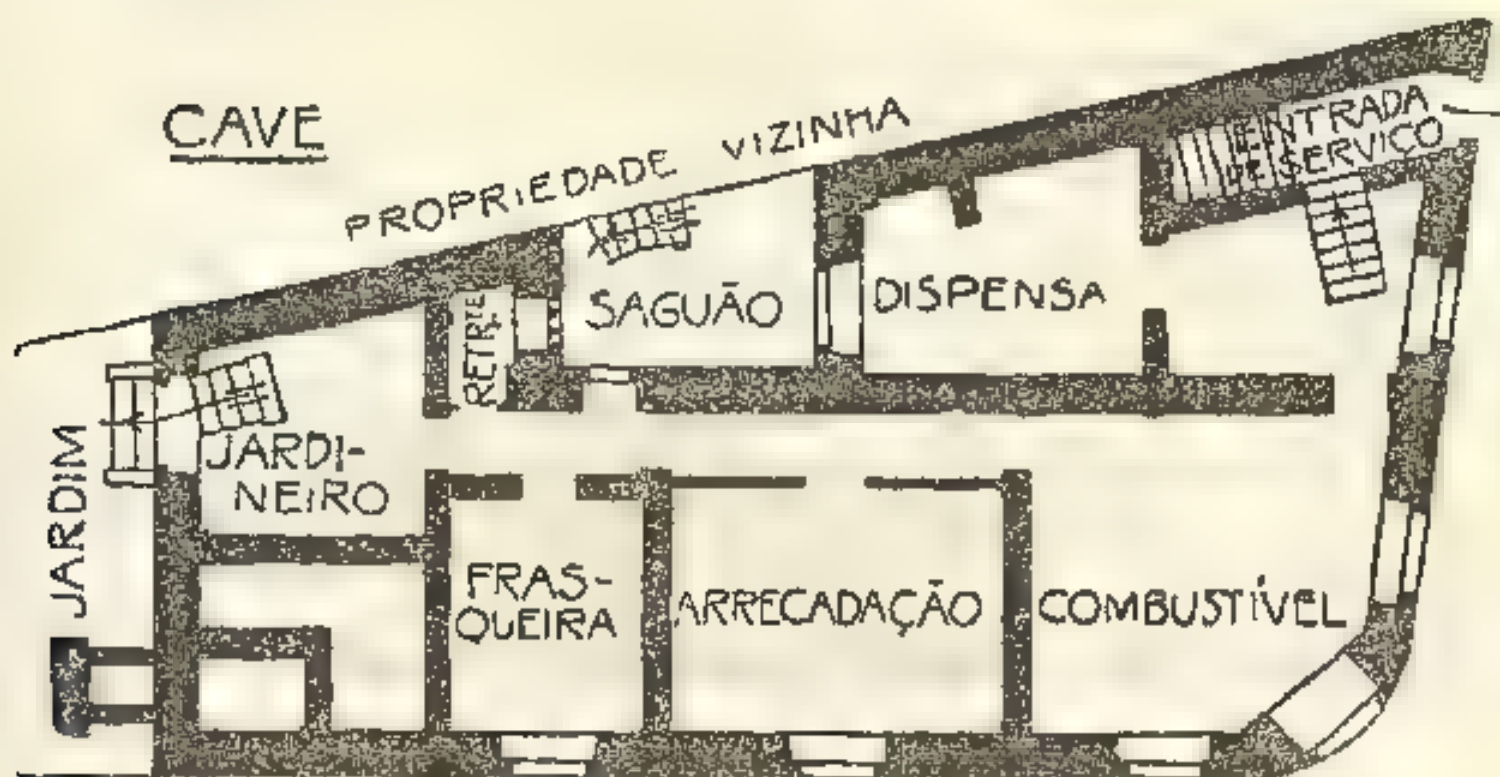 CAVE
PROPRIEDADE VIZINHA
ENTRADA
DE SERVIÇO
RETRETE
SAGUÃO
DISPENSA
JARDIM
JARDI-
NEIRO
FRAS-
QUEIRA
ARRECADAÇÃO
COMBUSTÍVEL